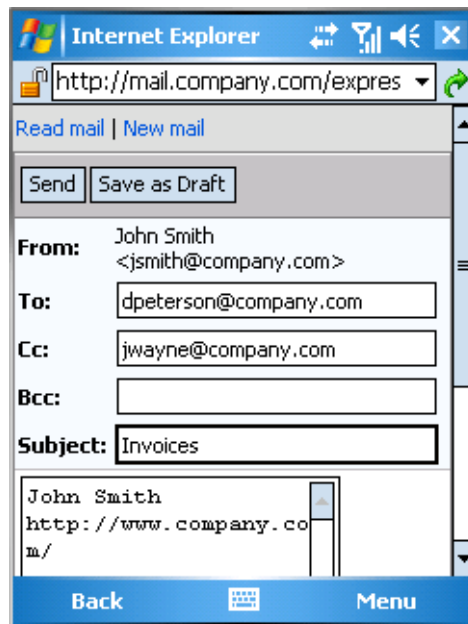 Internet Explorer
http://mail.company.com/expres
Read mail | New mail
Send Save as Draft
From: John Smith
<jsmith@company.com>
To: dpeterson@company.com
Cc: jwayne@company.com
Bcc:
Subject: Invoices
John Smith
http://www.company.co
m/
Back Menu